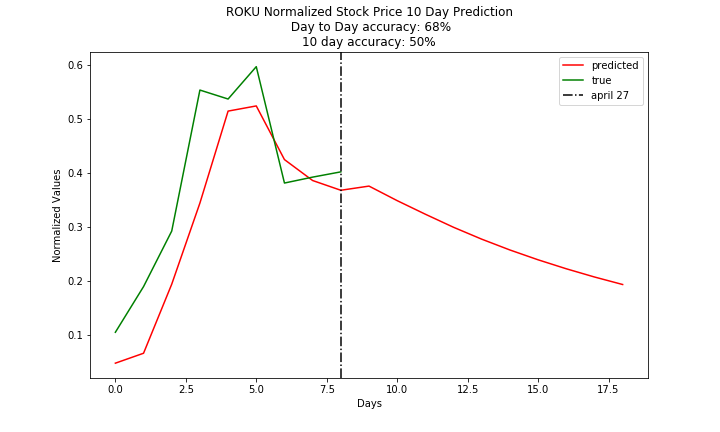 ROKU Normalized Stock Price 10 Day Prediction
Day to Day accuracy: 68%
10 day accuracy: 50%
predicted
true
april 27
Normalized Values
0.6
0.5
0.4
0.3
0.2
0.1
0.0 2.5 5.0 7.5 10.0 12.5 15.0 17.5
Days